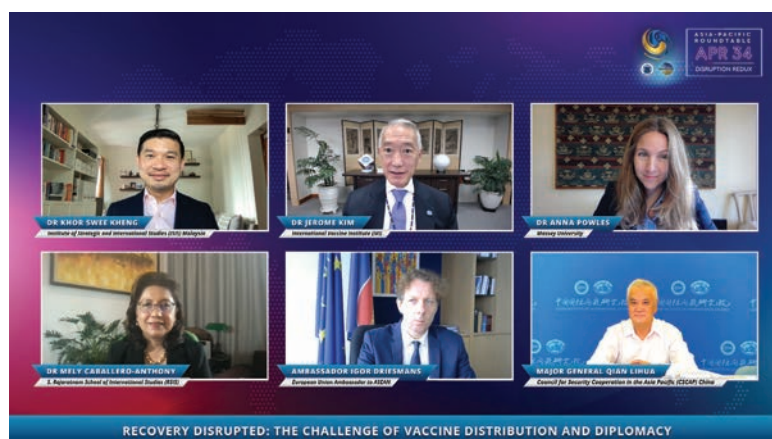 ASIA-PACIFIC
ROUNDTABLE
APR 34
DISRUPTION REDUX
DR KHOR SWEE KHENG
Institute of Strategic and International Studies (ISIS) Malaysia
DR JEROME KIM
International Vaccine Institute (IVI)
DR ANNA POWLES
Massey University
DR MELY CABALLERO-ANTHONY
S. Rajaratnam School of International Studies (RSIS)
AMBASSADOR IGOR DRIESMANS
European Union Ambassador to ASEAN
MAJOR GENERAL QIAN LIHUA
Council for Security Cooperation in the Asia Pacific (CSCAP) China
RECOVERY DISRUPTED: THE CHALLENGE OF VACCINE DISTRIBUTION AND DIPLOMACY